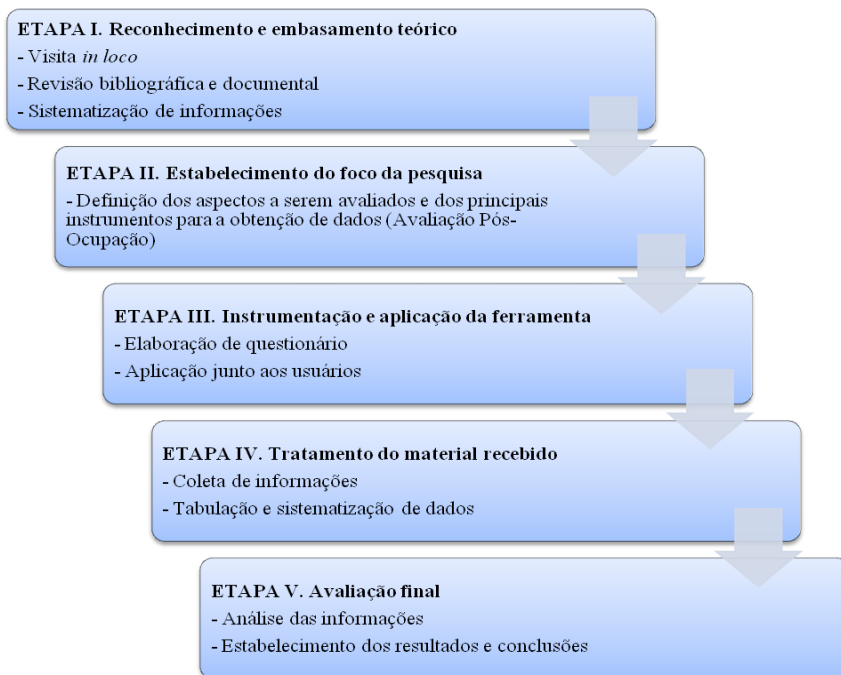 ETAPA I. Reconhecimento e embasamento teórico
- Visita in loco
- Revisão bibliográfica e documental
- Sistematização de informações
ETAPA II. Estabelecimento do foco da pesquisa
- Definição dos aspectos a serem avaliados e dos principais
instrumentos para a obtenção de dados (Avaliação Pós-
Ocupação)
ETAPA III. Instrumentação e aplicação da ferramenta
- Elaboração de questionário
- Aplicação junto aos usuários
ETAPA IV. Tratamento do material recebido
- Coleta de informações
- Tabulação e sistematização de dados
ETAPA V. Avaliação final
- Análise das informações
- Estabelecimento dos resultados e conclusões